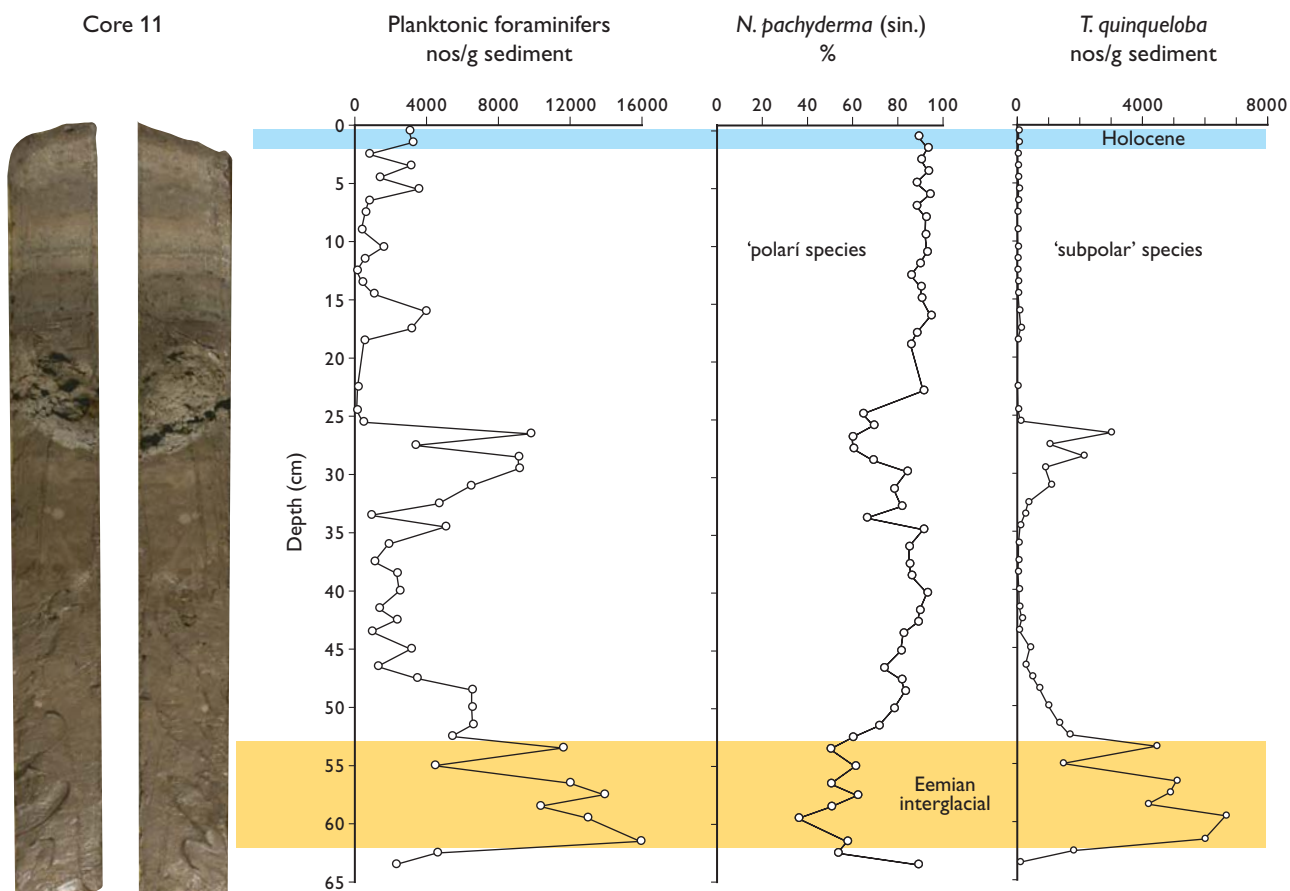 Core 11
Planktonic foraminifers
nos/g sediment
N. pachyderma (sin.)
%
T. quinqueloba
nos/g sediment
0 4000 8000 12000 16000
0 20 40 60 80 100
0 4000 8000
Depth (cm)
0
5
10
15
20
25
30
35
40
45
50
55
60
65
Holocene
'polarí species
'subpolar' species
Eemian
interglacial